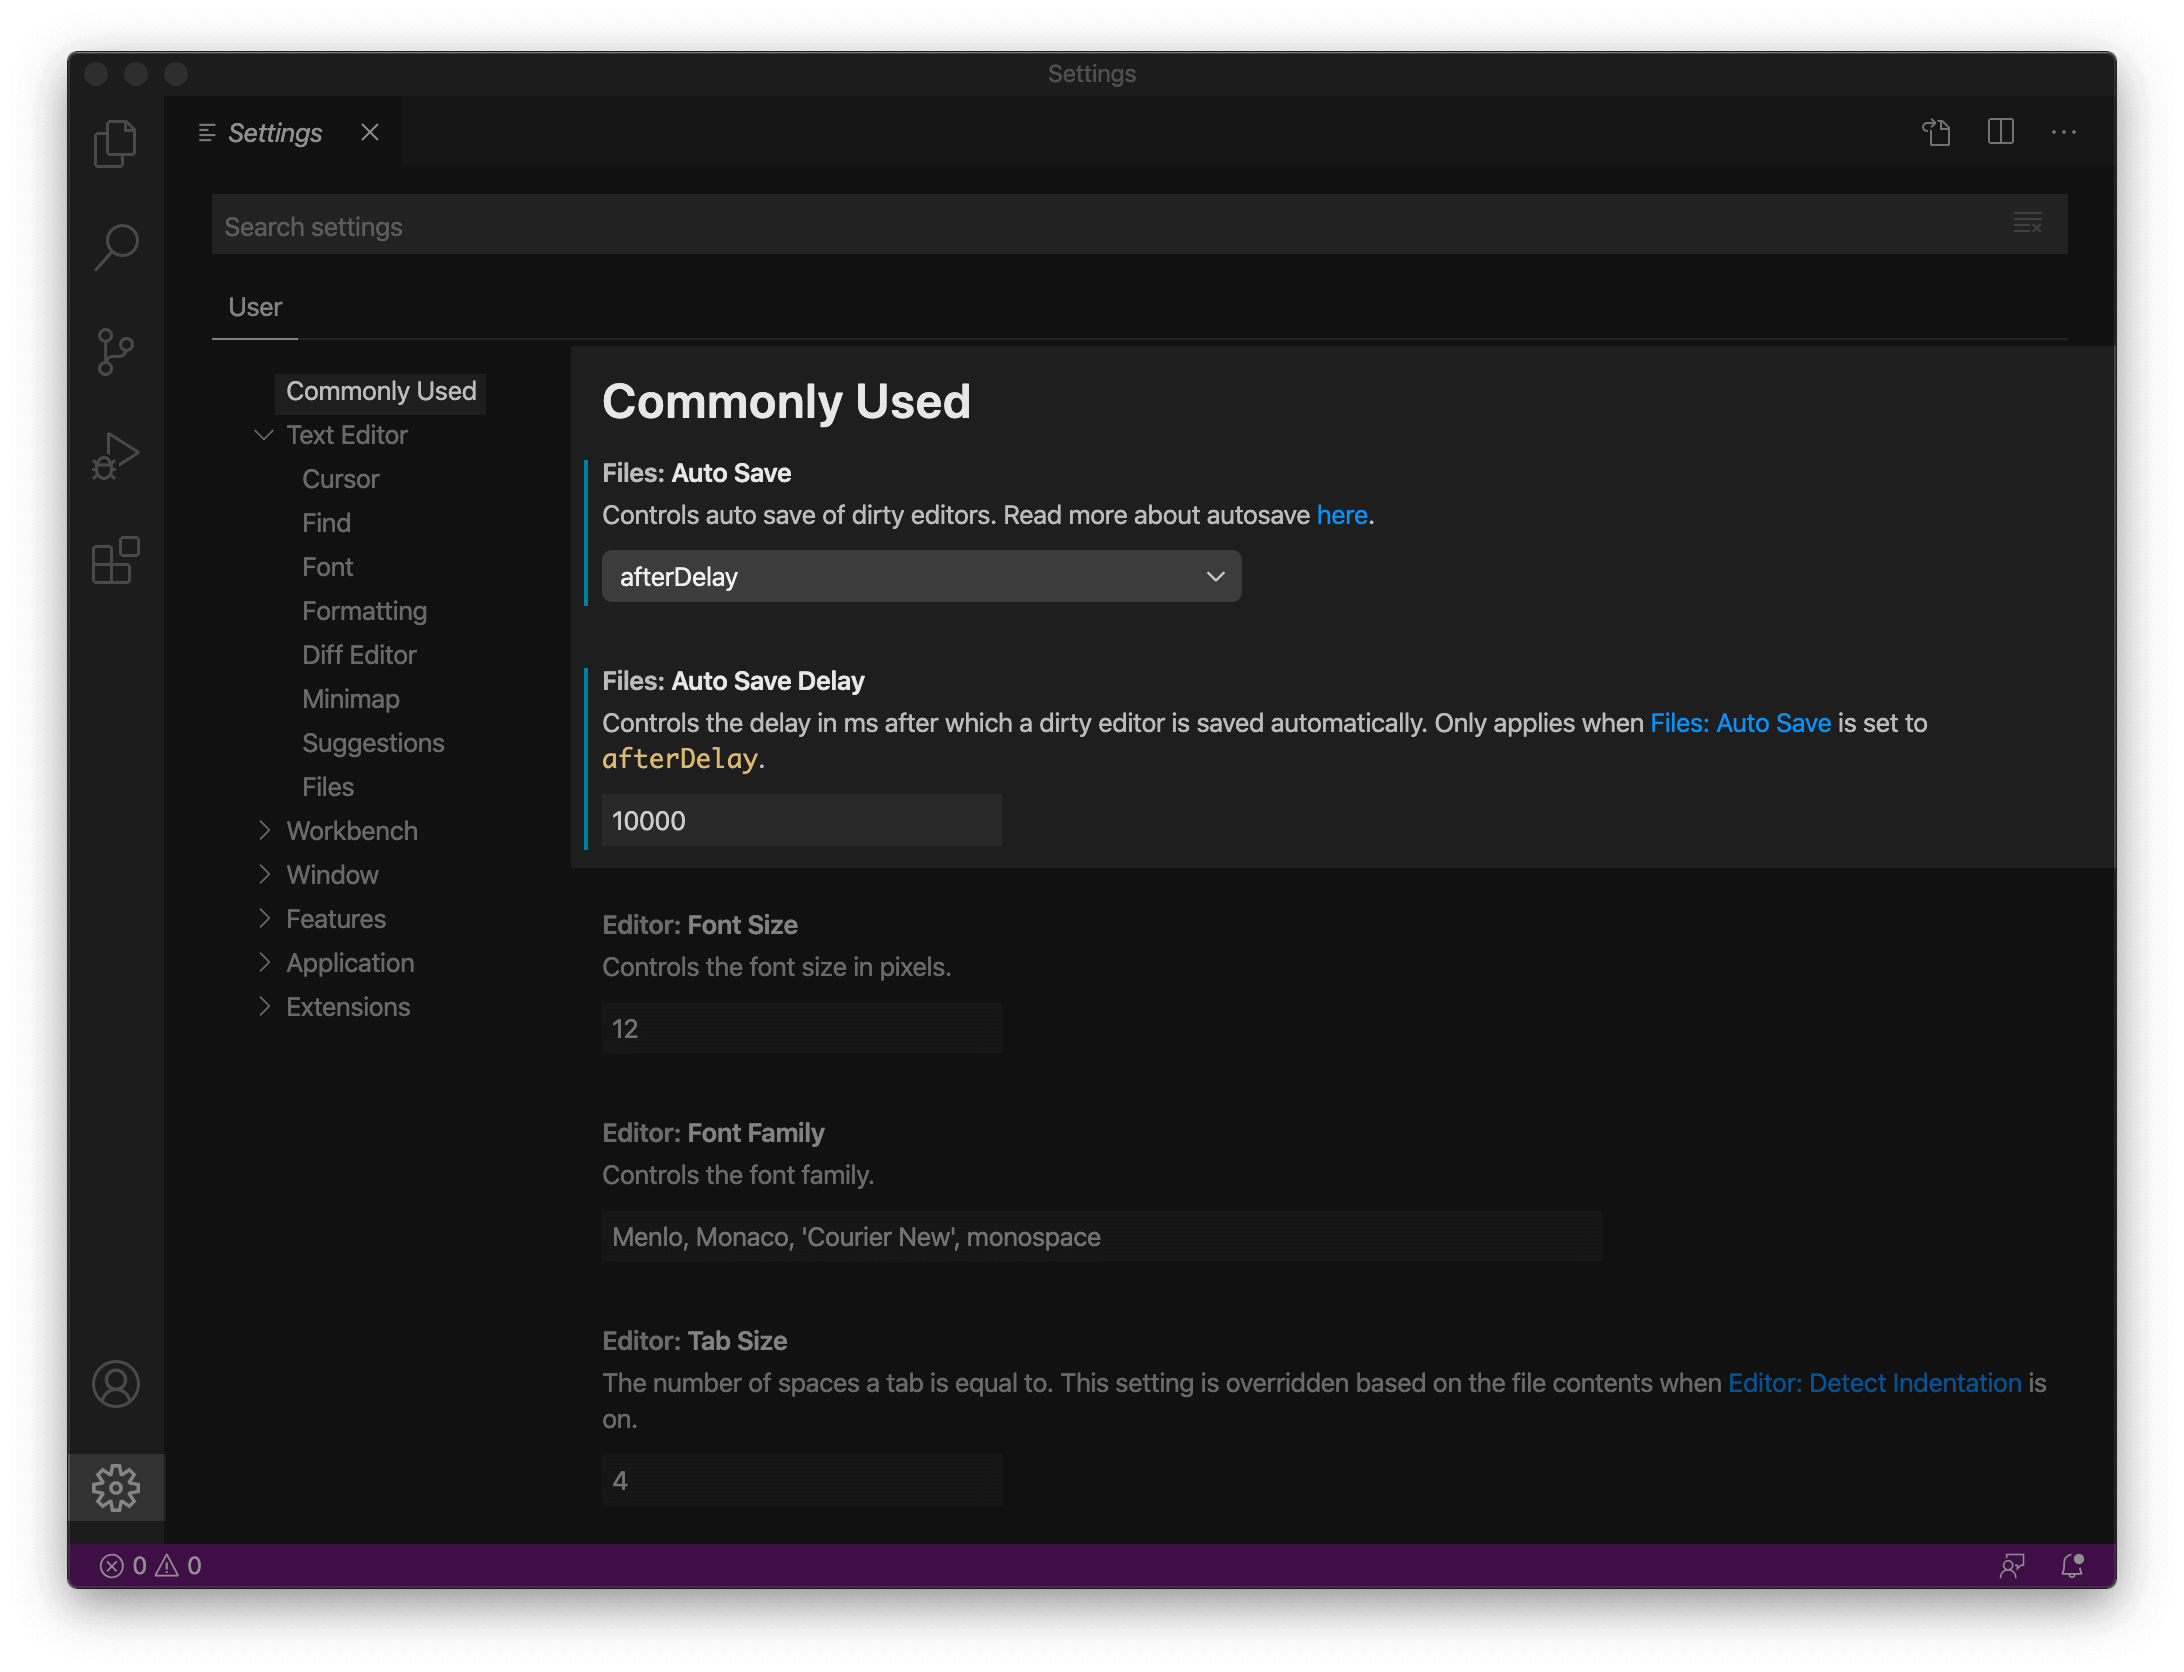 Settings
Settings
Search settings
User
Commonly Used
Text Editor
Cursor
Find
Font
Formatting
Diff Editor
Minimap
Suggestions
Files
Workbench
Window
Features
Application
Extensions
Commonly Used
Files: Auto Save
Controls auto save of dirty editors. Read more about autosave here.
afterDelay
Files: Auto Save Delay
Controls the delay in ms after which a dirty editor is saved automatically. Only applies when Files: Auto Save is set to
afterDelay.
10000
Editor: Font Size
Controls the font size in pixels.
12
Editor: Font Family
Controls the font family.
Menlo, Monaco, 'Courier New', monospace
Editor: Tab Size
The number of spaces a tab is equal to. This setting is overridden based on the file contents when Editor: Detect Indentation is
on.
4
0 0